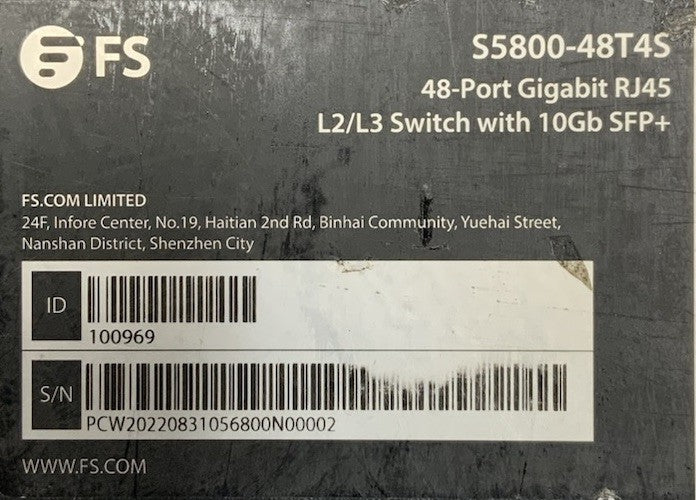 FS
S5800-48T4S
48-Port Gigabit RJ45
L2/L3 Switch with 10Gb SFP+
FS.COM LIMITED
24F, Infore Center, No.19, Haitian 2nd Rd, Binhai Community, Yuehai Street,
Nanshan District, Shenzhen City
ID
100969
S/N
PCW20220831056800N00002
WWW.FS.COM